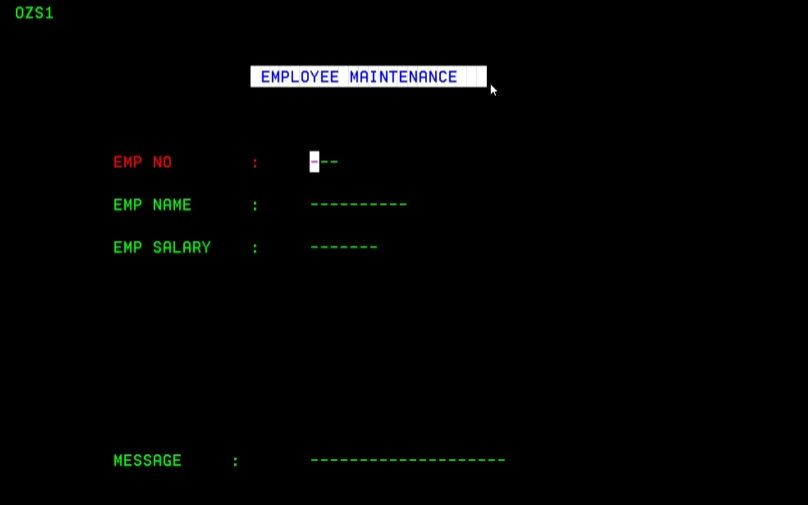 OZS1
EMPLOYEE MAINTENANCE
EMP NO : ---
EMP NAME : ----------
EMP SALARY : -------
MESSAGE : --------------------